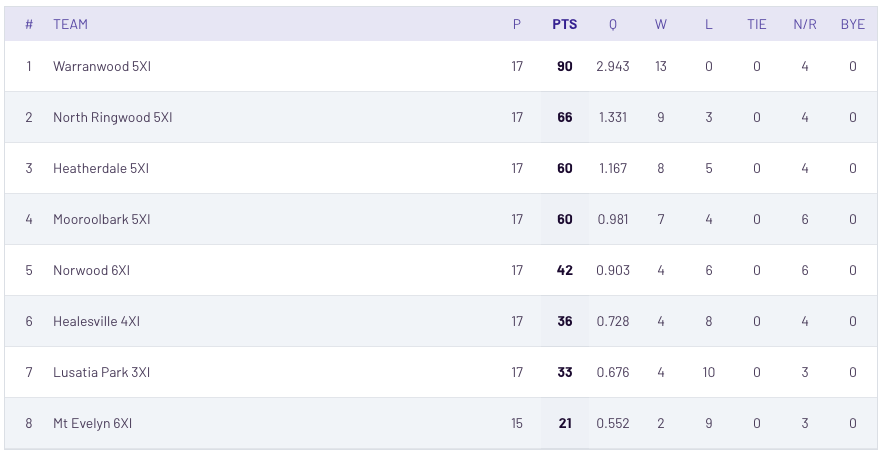 # TEAM P PTS Q W L TIE N/R BYE
1 Warranwood 5XI 17 90 2.943 13 0 0 4 0
2 North Ringwood 5XI 17 66 1.331 9 3 0 4 0
3 Heatherdale 5XI 17 60 1.167 8 5 0 4 0
4 Mooroolbark 5XI 17 60 0.981 7 4 0 6 0
5 Norwood 6XI 17 42 0.903 4 6 0 6 0
6 Healesville 4XI 17 36 0.728 4 8 0 4 0
7 Lusatia Park 3XI 17 33 0.676 4 10 0 3 0
8 Mt Evelyn 6XI 15 21 0.552 2 9 0 3 0